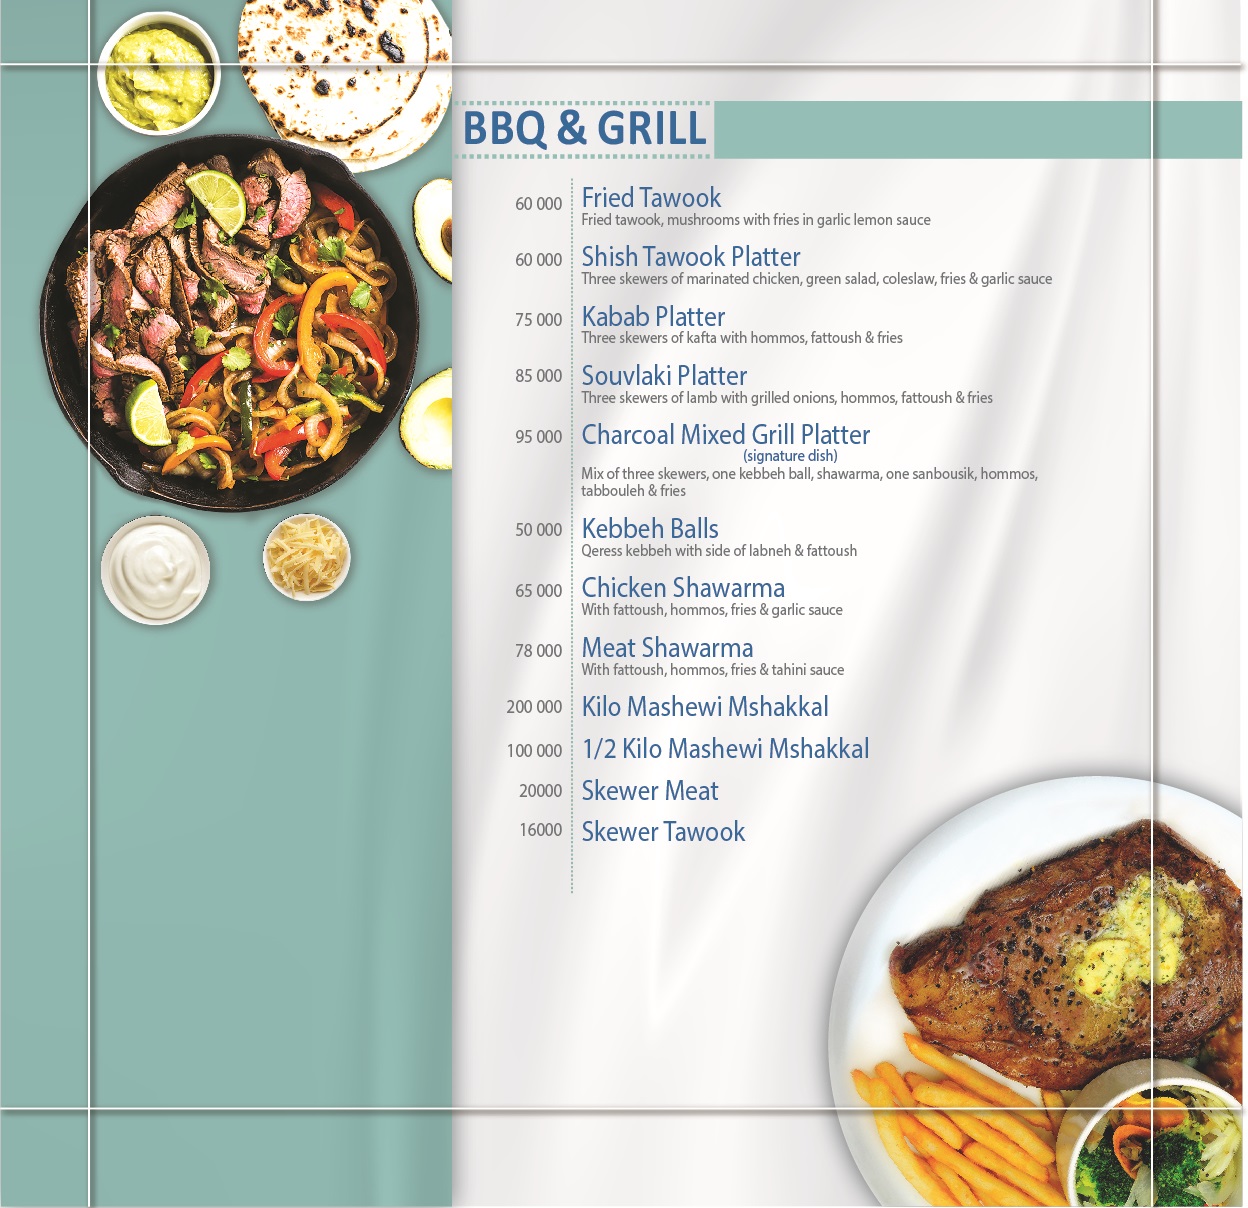 BBQ & GRILL
60 000 Fried Tawook
Fried tawook, mushrooms with fries in garlic lemon sauce
60 000 Shish Tawook Platter
Three skewers of marinated chicken, green salad, coleslaw, fries & garlic sauce
75 000 Kabab Platter
Three skewers of kafta with hommos, fattoush & fries
85 000 Souvlaki Platter
Three skewers of lamb with grilled onions, hommos, fattoush & fries
95 000 Charcoal Mixed Grill Platter
(signature dish)
Mix of three skewers, one kebbeh ball, shawarma, one sanbousik, hommos,
tabbouleh & fries
50 000 Kebbeh Balls
Qeress kebbeh with side of labneh & fattoush
65 000 Chicken Shawarma
With fattoush, hommos, fries & garlic sauce
78 000 Meat Shawarma
With fattoush, hommos, fries & tahini sauce
200 000 Kilo Mashewi Mshakkal
100 000 1/2 Kilo Mashewi Mshakkal
20000 Skewer Meat
16000 Skewer Tawook